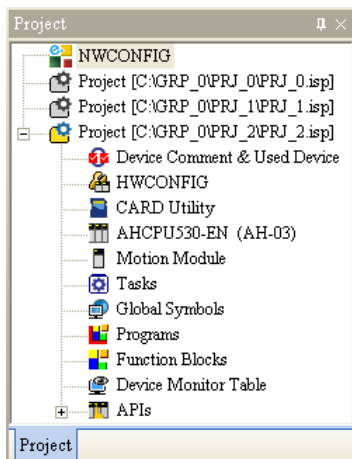 Project
NWCONFIG
Project [C:\GRP_0\PRJ_0\PRJ_0.isp]
Project [C:\GRP_0\PRJ_1\PRJ_1.isp]
Project [C:\GRP_0\PRJ_2\PRJ_2.isp]
Device Comment & Used Device
HWCONFIG
CARD Utility
AHCPU530-EN (AH-03)
Motion Module
Tasks
Global Symbols
Programs
Function Blocks
Device Monitor Table
APIs
Project